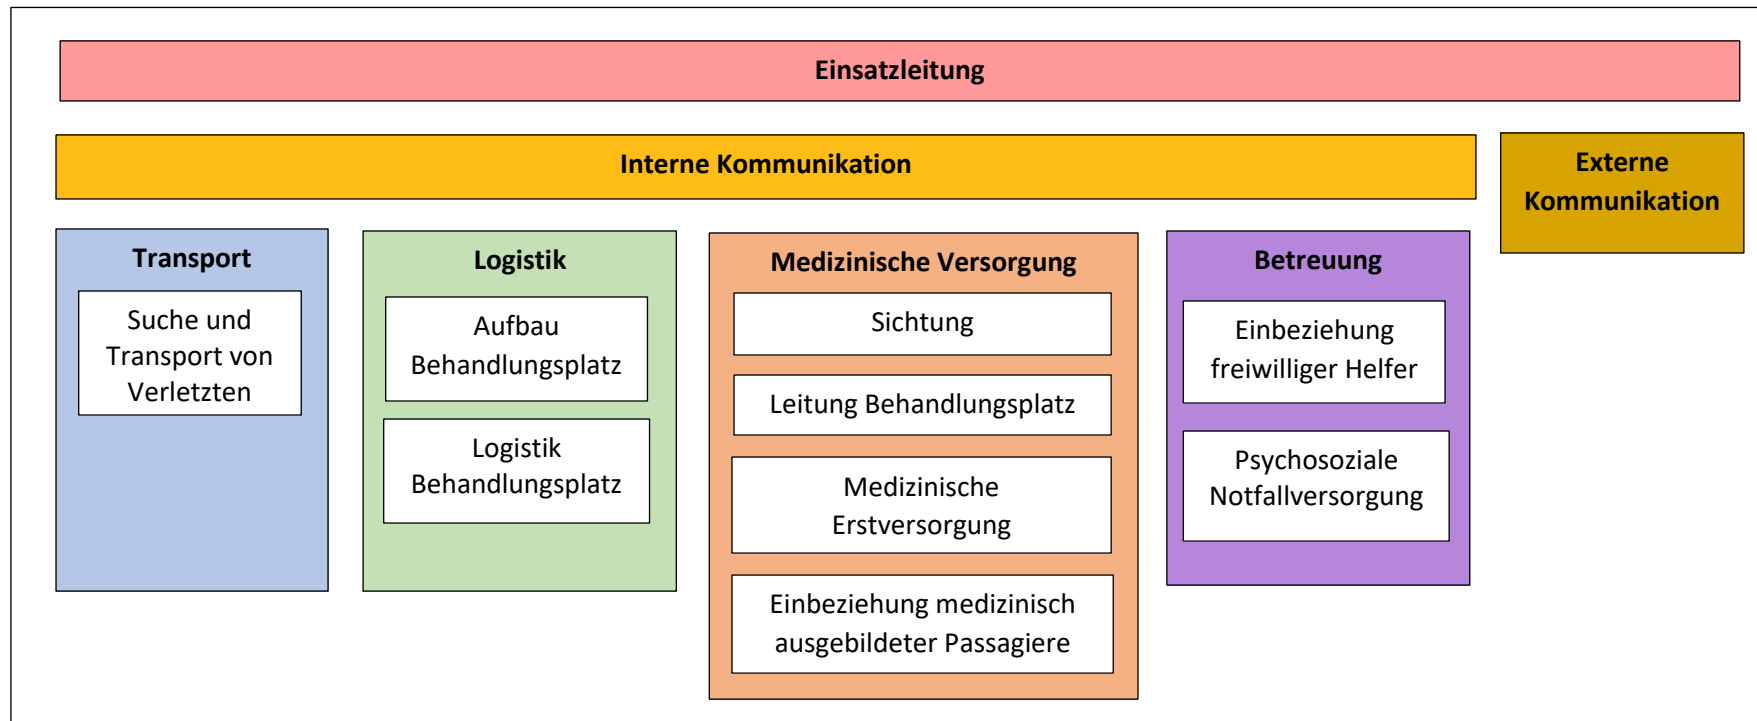 Einsatzleitung
Interne Kommunikation
Externe
Kommunikation
Transport
Suche und
Transport von
Verletzten
Logistik
Aufbau
Behandlungsplatz
Logistik
Behandlungsplatz
Medizinische Versorgung
Sichtung
Leitung Behandlungsplatz
Medizinische
Erstversorgung
Einbeziehung medizinisch
ausgebildeter Passagiere
Betreuung
Einbeziehung
freiwilliger Helfer
Psychosoziale
Notfallversorgung